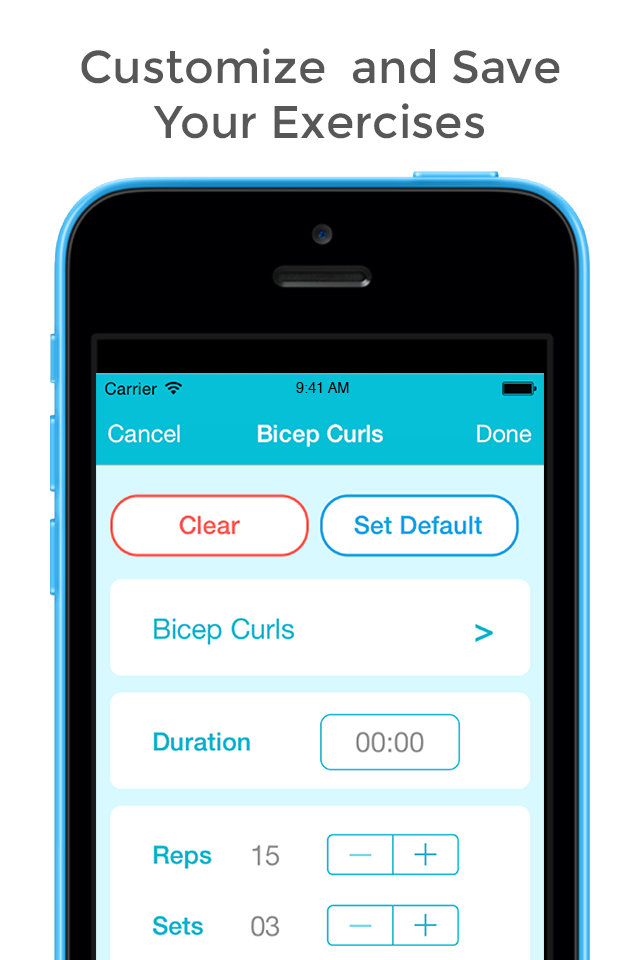 Customize and Save
Your Exercises
Carrier 9:41 AM
Cancel Bicep Curls Done
Clear Set Default
Bicep Curls >
Duration 00:00
Reps 15 — +
Sets 03 — +